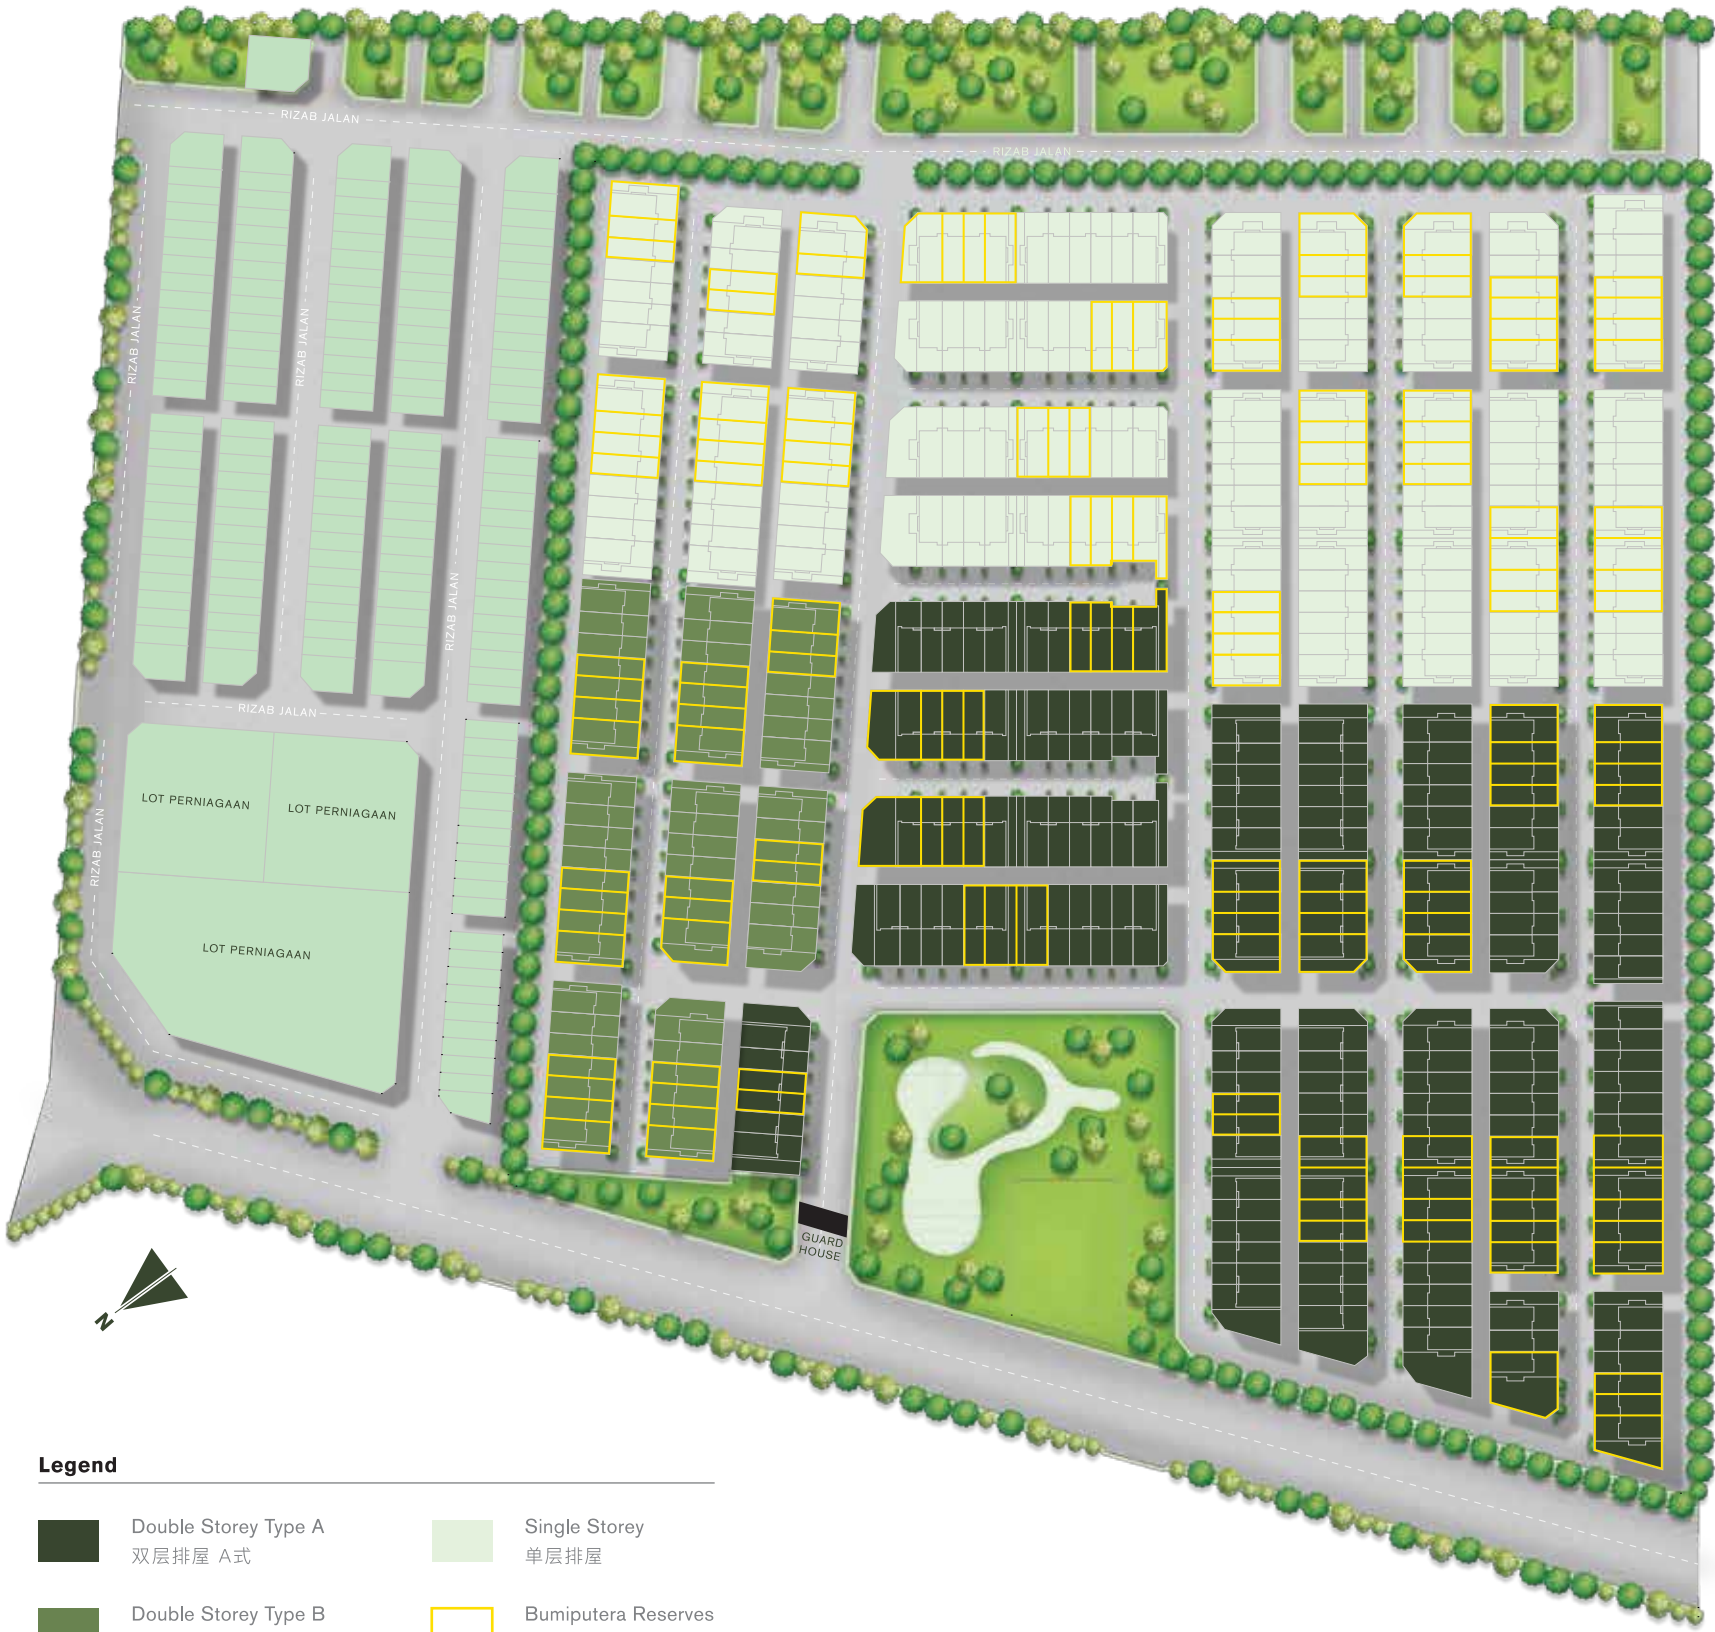 RIZAB JALAN
RIZAB JALAN
RIZAB JALAN
RIZAB JALAN
RIZAB JALAN
RIZAB JALAN
RIZAB JALAN
LOT PERNIAGAAN
LOT PERNIAGAAN
LOT PERNIAGAAN
GUARD
HOUSE
N
Legend
Double Storey Type A
双层排屋 A式
Single Storey
单层排屋
Double Storey Type B
Bumiputera Reserves